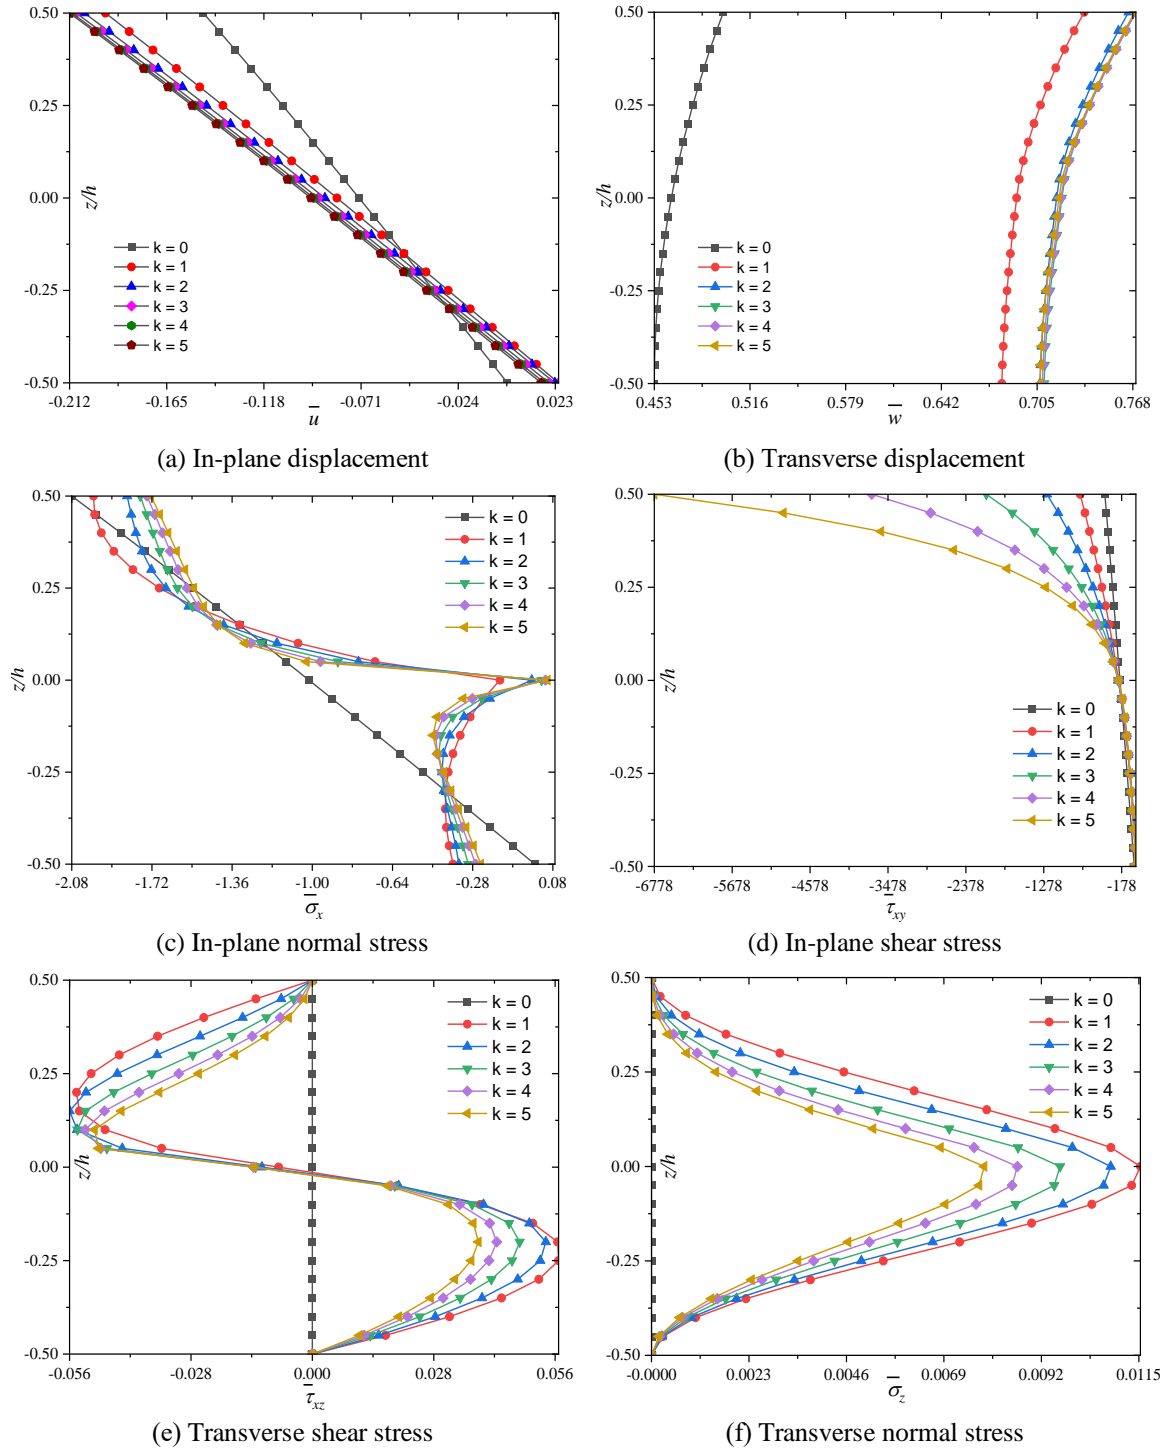 0.50
0.25
0.00
-0.25
-0.50
z/h
k = 0
k = 1
k = 2
k = 3
k = 4
k = 5
-0.212 -0.165 -0.118 -0.071 -0.024 0.023
u̅
(a) In-plane displacement
0.50
0.25
0.00
-0.25
-0.50
z/h
k = 0
k = 1
k = 2
k = 3
k = 4
k = 5
0.453 0.516 0.579 0.642 0.705 0.768
w̅
(b) Transverse displacement
0.50
0.25
0.00
-0.25
-0.50
z/h
k = 0
k = 1
k = 2
k = 3
k = 4
k = 5
-2.08 -1.72 -1.36 -1.00 -0.64 -0.28 0.08
σ̅x
(c) In-plane normal stress
0.50
0.25
0.00
-0.25
-0.50
z/h
k = 0
k = 1
k = 2
k = 3
k = 4
k = 5
-6778 -5678 -4578 -3478 -2378 -1278 -178
τ̅xy
(d) In-plane shear stress
0.50
0.25
0.00
-0.25
-0.50
z/h
k = 0
k = 1
k = 2
k = 3
k = 4
k = 5
-0.056 -0.028 0.000 0.028 0.056
τ̅xz
(e) Transverse shear stress
0.50
0.25
0.00
-0.25
-0.50
z/h
k = 0
k = 1
k = 2
k = 3
k = 4
k = 5
-0.0000 0.0023 0.0046 0.0069 0.0092 0.0115
σ̅z
(f) Transverse normal stress